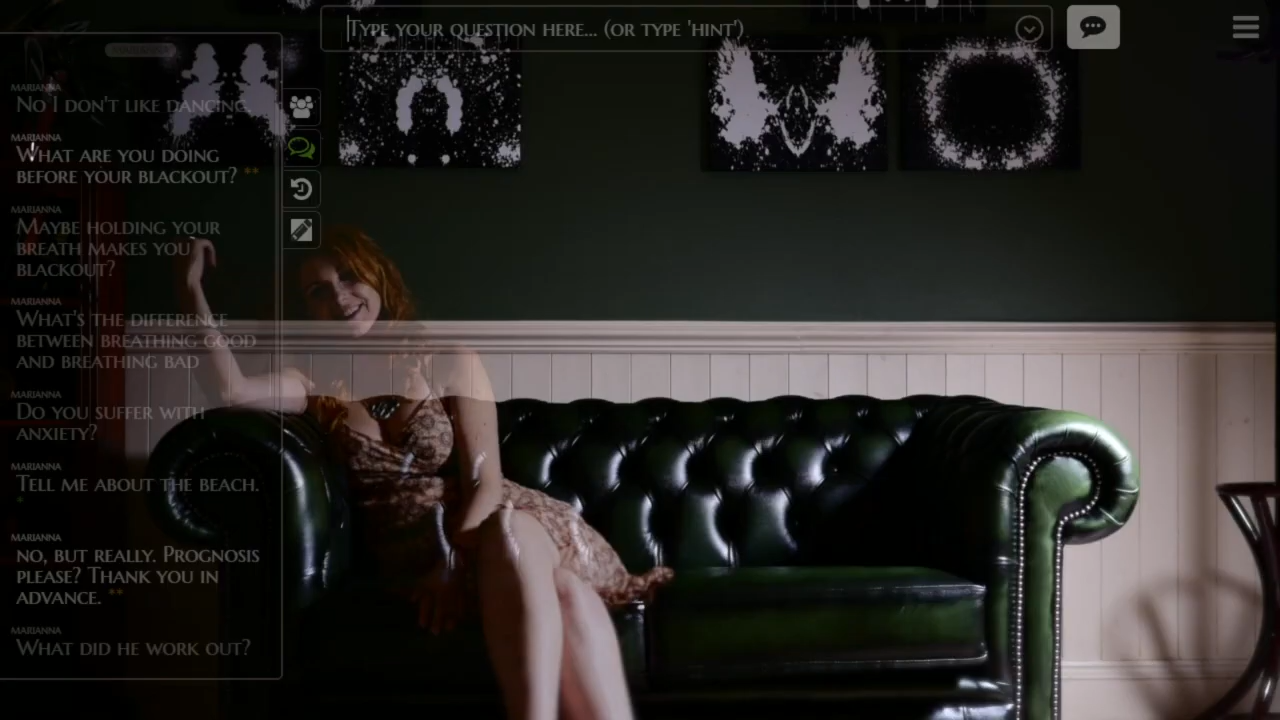 Type your question here... (or type 'hint')
MARIANNA
No I don't like dancing.
MARIANNA
What are you doing
before your blackout? **
MARIANNA
Maybe holding your
breath makes you
blackout?
MARIANNA
What's the difference
between breathing good
and breathing bad
MARIANNA
Do you suffer with
anxiety?
MARIANNA
Tell me about the beach.
*
MARIANNA
no, but really. Prognosis
please? Thank you in
advance. **
MARIANNA
What did he work out?